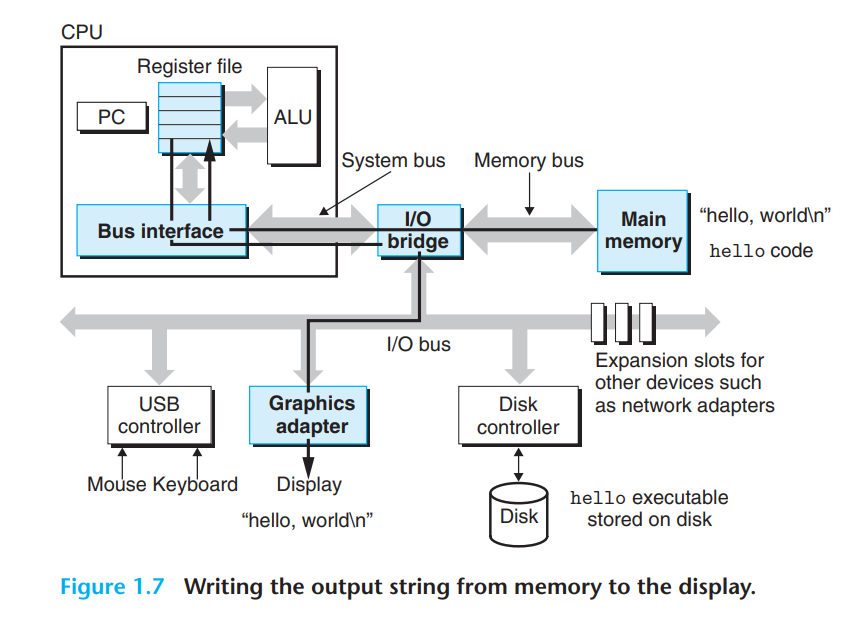 CPU
Register file
PC
ALU
System bus
Memory bus
Bus interface
I/O
bridge
Main
memory
“hello, world\n”
hello code
I/O bus
Expansion slots for
other devices such
as network adapters
USB
controller
Graphics
adapter
Disk
controller
Mouse Keyboard
Display
“hello, world\n”
Disk
hello executable
stored on disk
Figure 1.7 Writing the output string from memory to the display.